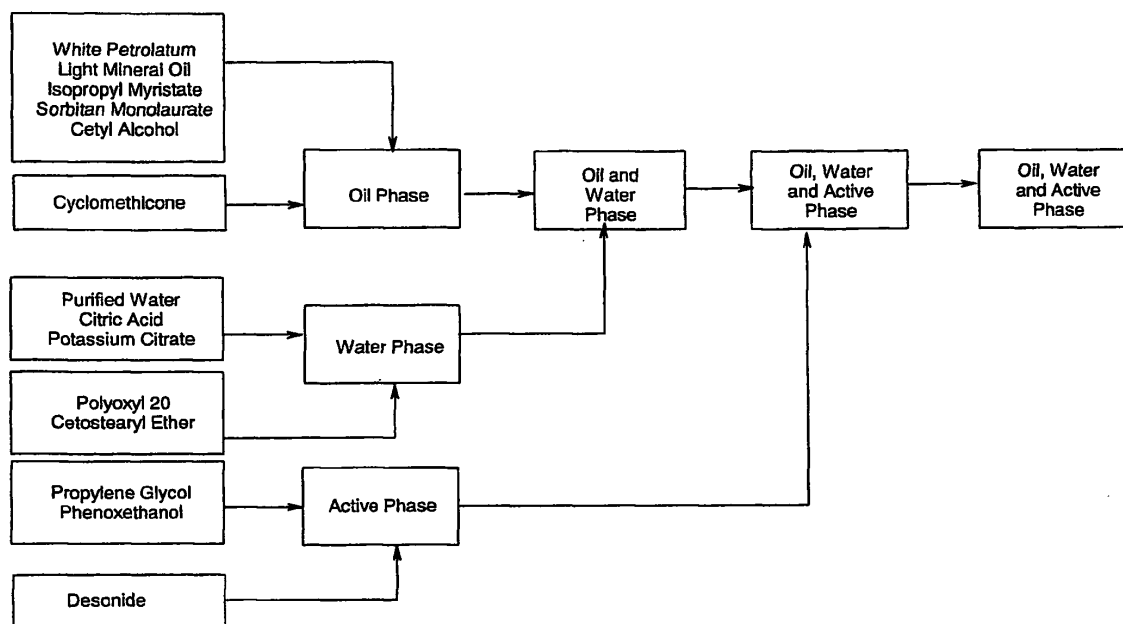 White Petrolatum
Light Mineral Oil
Isopropyl Myristate
Sorbitan Monolaurate
Cetyl Alcohol
Cyclomethicone
Oil Phase
Oil and
Water
Phase
Oil, Water
and Active
Phase
Oil, Water
and Active
Phase
Purified Water
Citric Acid
Potassium Citrate
Water Phase
Polyoxyl 20
Cetostearyl Ether
Propylene Glycol
Phenoxethanol
Active Phase
Desonide